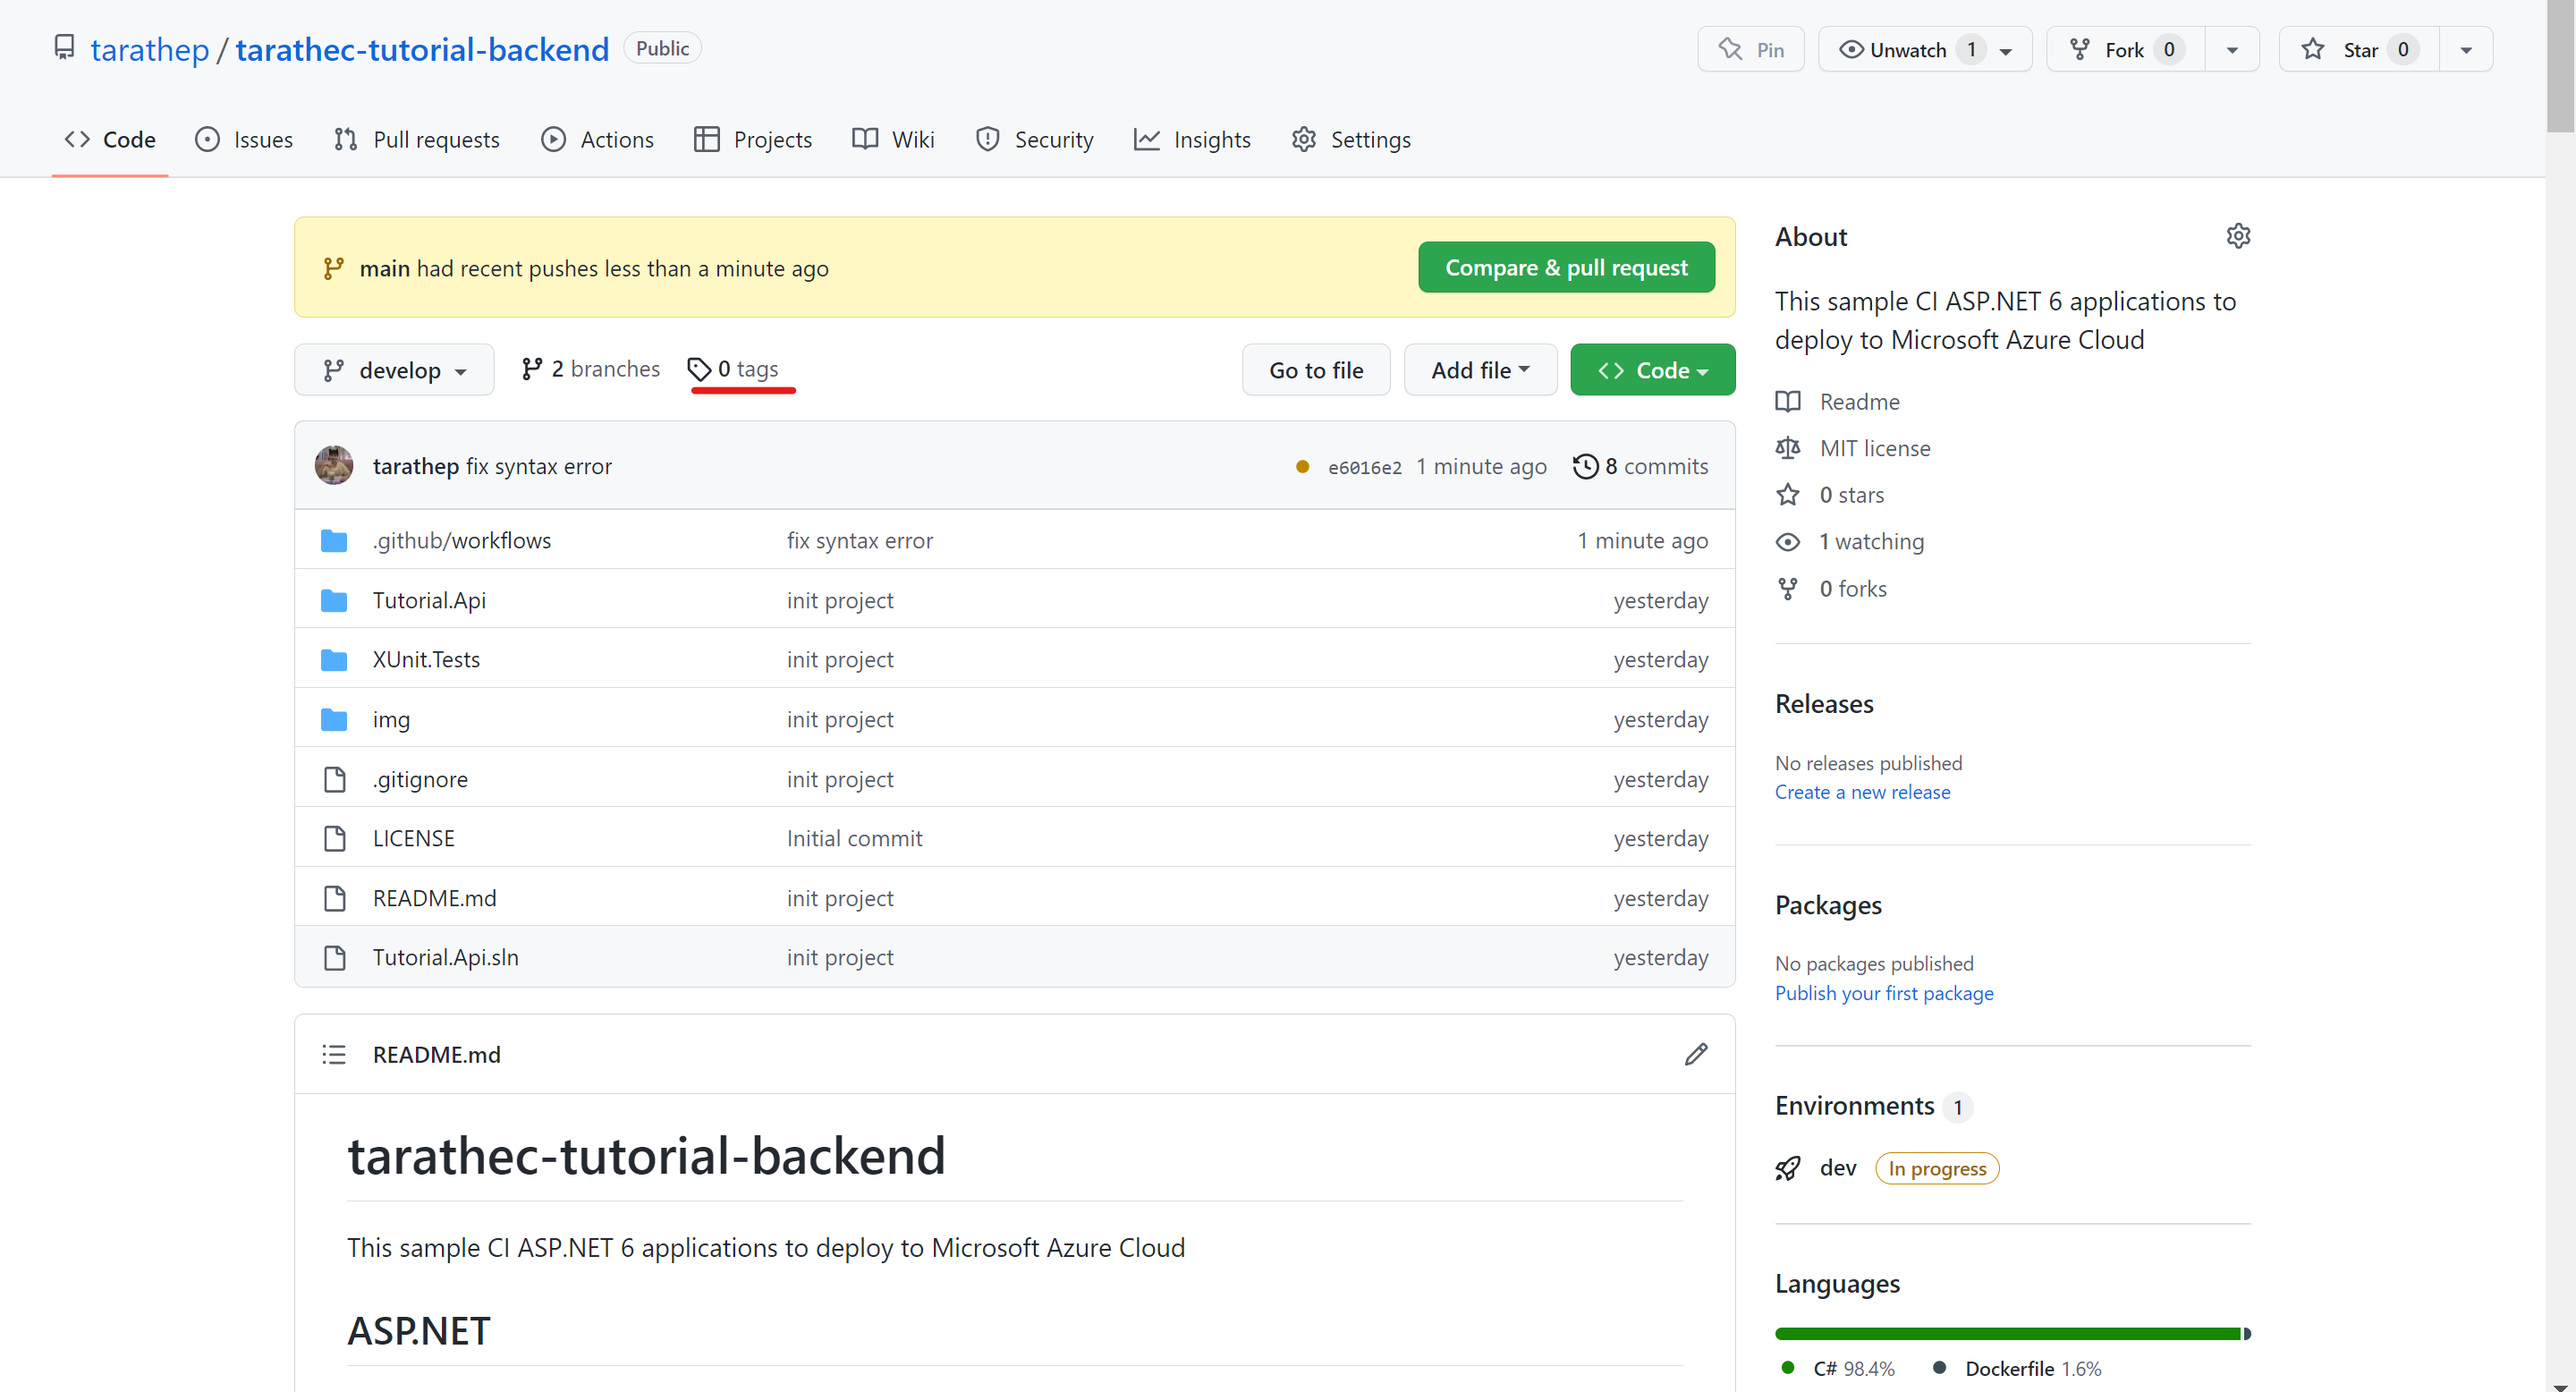 tarathep / tarathec-tutorial-backend Public
Pin Unwatch 1 Fork 0 Star 0
Code Issues Pull requests Actions Projects Wiki Security Insights Settings
main had recent pushes less than a minute ago Compare & pull request
develop 2 branches 0 tags Go to file Add file Code
tarathep fix syntax error e6016e2 1 minute ago 8 commits
.github/workflows fix syntax error 1 minute ago
Tutorial.Api init project yesterday
XUnit.Tests init project yesterday
img init project yesterday
.gitignore init project yesterday
LICENSE Initial commit yesterday
README.md init project yesterday
Tutorial.Api.sln init project yesterday
README.md
tarathec-tutorial-backend
This sample CI ASP.NET 6 applications to deploy to Microsoft Azure Cloud
ASP.NET
About
This sample CI ASP.NET 6 applications to
deploy to Microsoft Azure Cloud
Readme
MIT license
0 stars
1 watching
0 forks
Releases
No releases published
Create a new release
Packages
No packages published
Publish your first package
Environments 1
dev In progress
Languages
C# 98.4% Dockerfile 1.6%